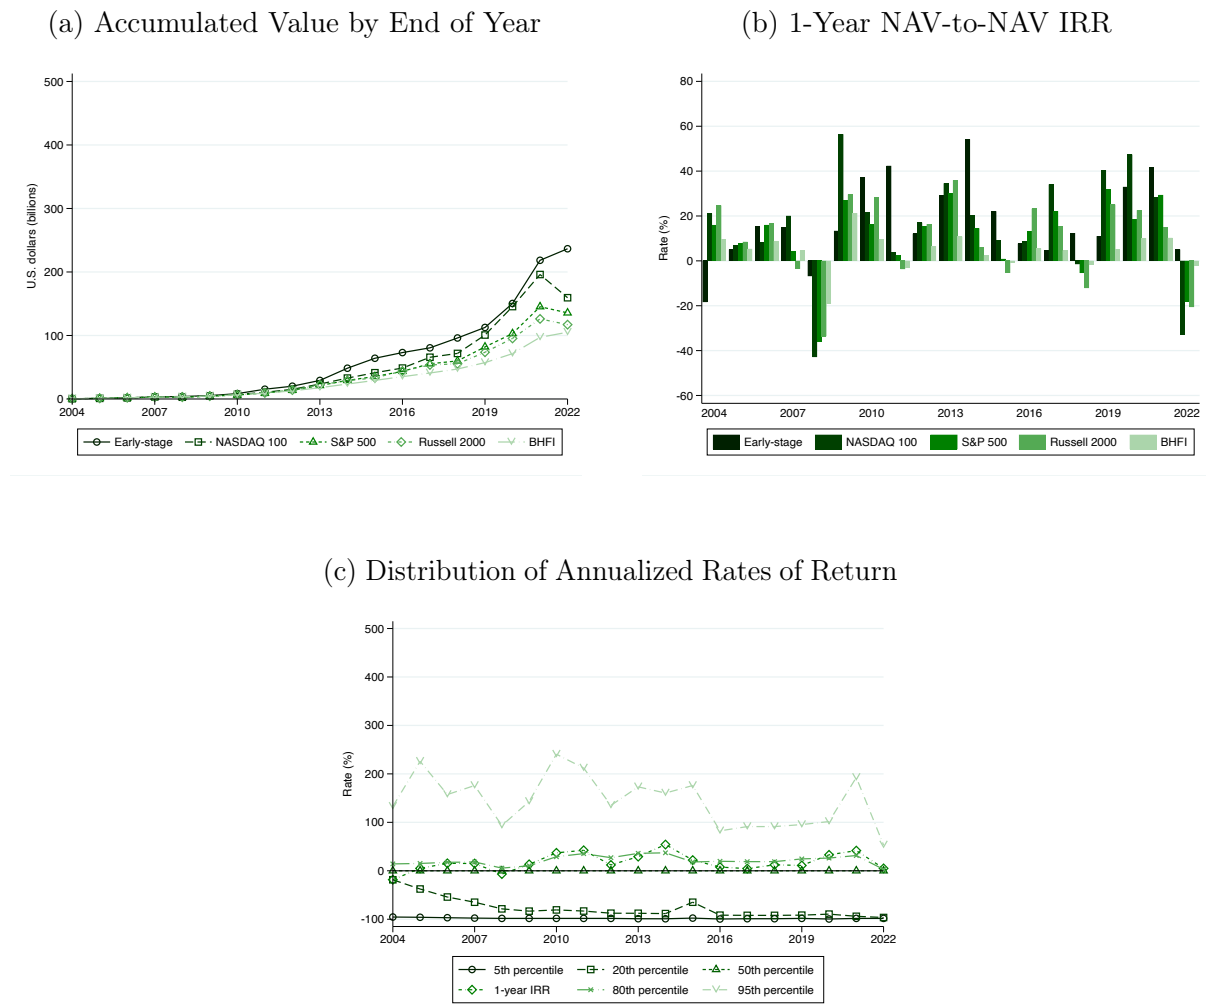 (a) Accumulated Value by End of Year
500
400
300
200
100
0
U.S. dollars (billions)
2004 2007 2010 2013 2016 2019 2022
Early-stage NASDAQ 100 S&P 500 Russell 2000 BHFI
(b) 1-Year NAV-to-NAV IRR
80
60
40
20
0
-20
-40
-60
Rate (%)
2004 2007 2010 2013 2016 2019 2022
Early-stage NASDAQ 100 S&P 500 Russell 2000 BHFI
(c) Distribution of Annualized Rates of Return
500
400
300
200
100
0
-100
Rate (%)
2004 2007 2010 2013 2016 2019 2022
5th percentile 20th percentile 50th percentile
1-year IRR 80th percentile 95th percentile